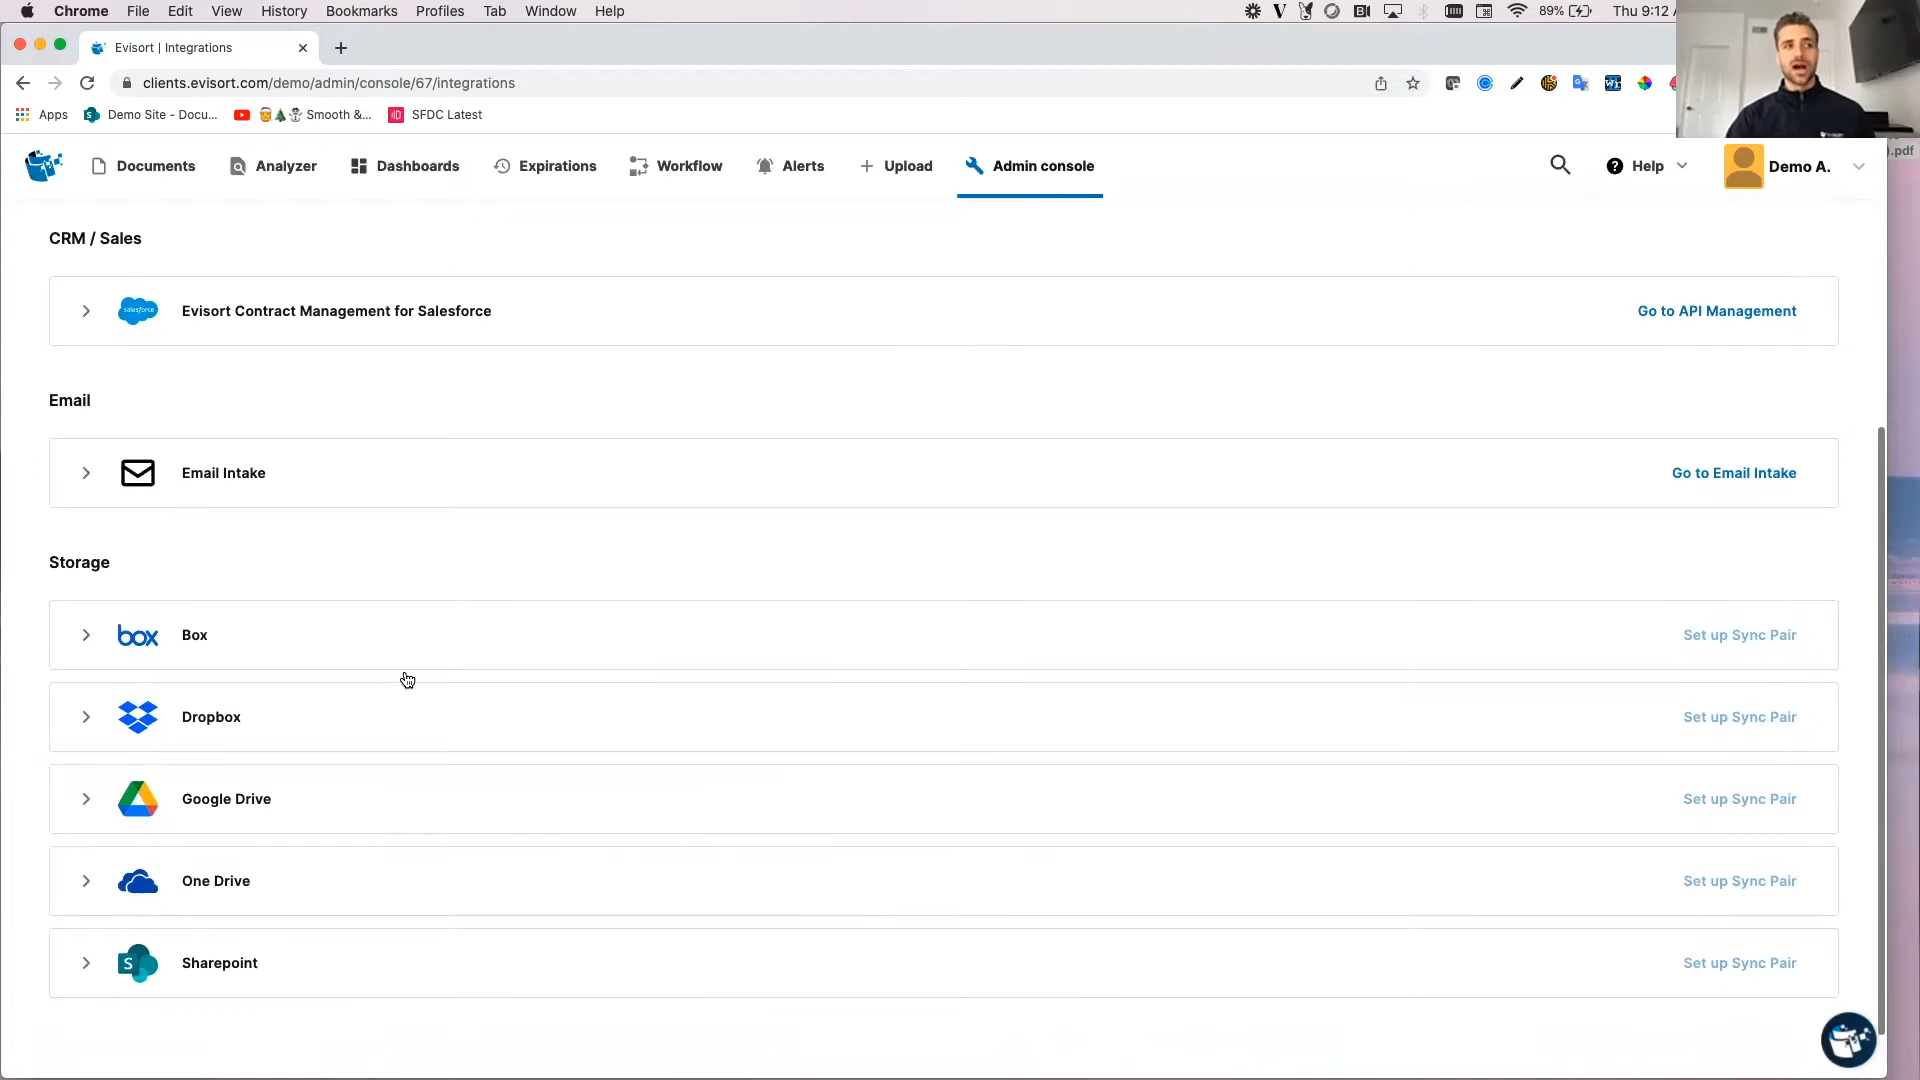 Chrome File Edit View History Bookmarks Profiles Tab Window Help 89% Thu 9:12
Evisort | Integrations
clients.evisort.com/demo/admin/console/67/integrations
Apps Demo Site - Docu... Smooth &... SFDC Latest
.pdf
Documents Analyzer Dashboards Expirations Workflow Alerts Upload Admin console Help Demo A.
CRM / Sales
salesforce Evisort Contract Management for Salesforce Go to API Management
Email
Email Intake Go to Email Intake
Storage
box Box Set up Sync Pair
Dropbox Set up Sync Pair
Google Drive Set up Sync Pair
One Drive Set up Sync Pair
S Sharepoint Set up Sync Pair